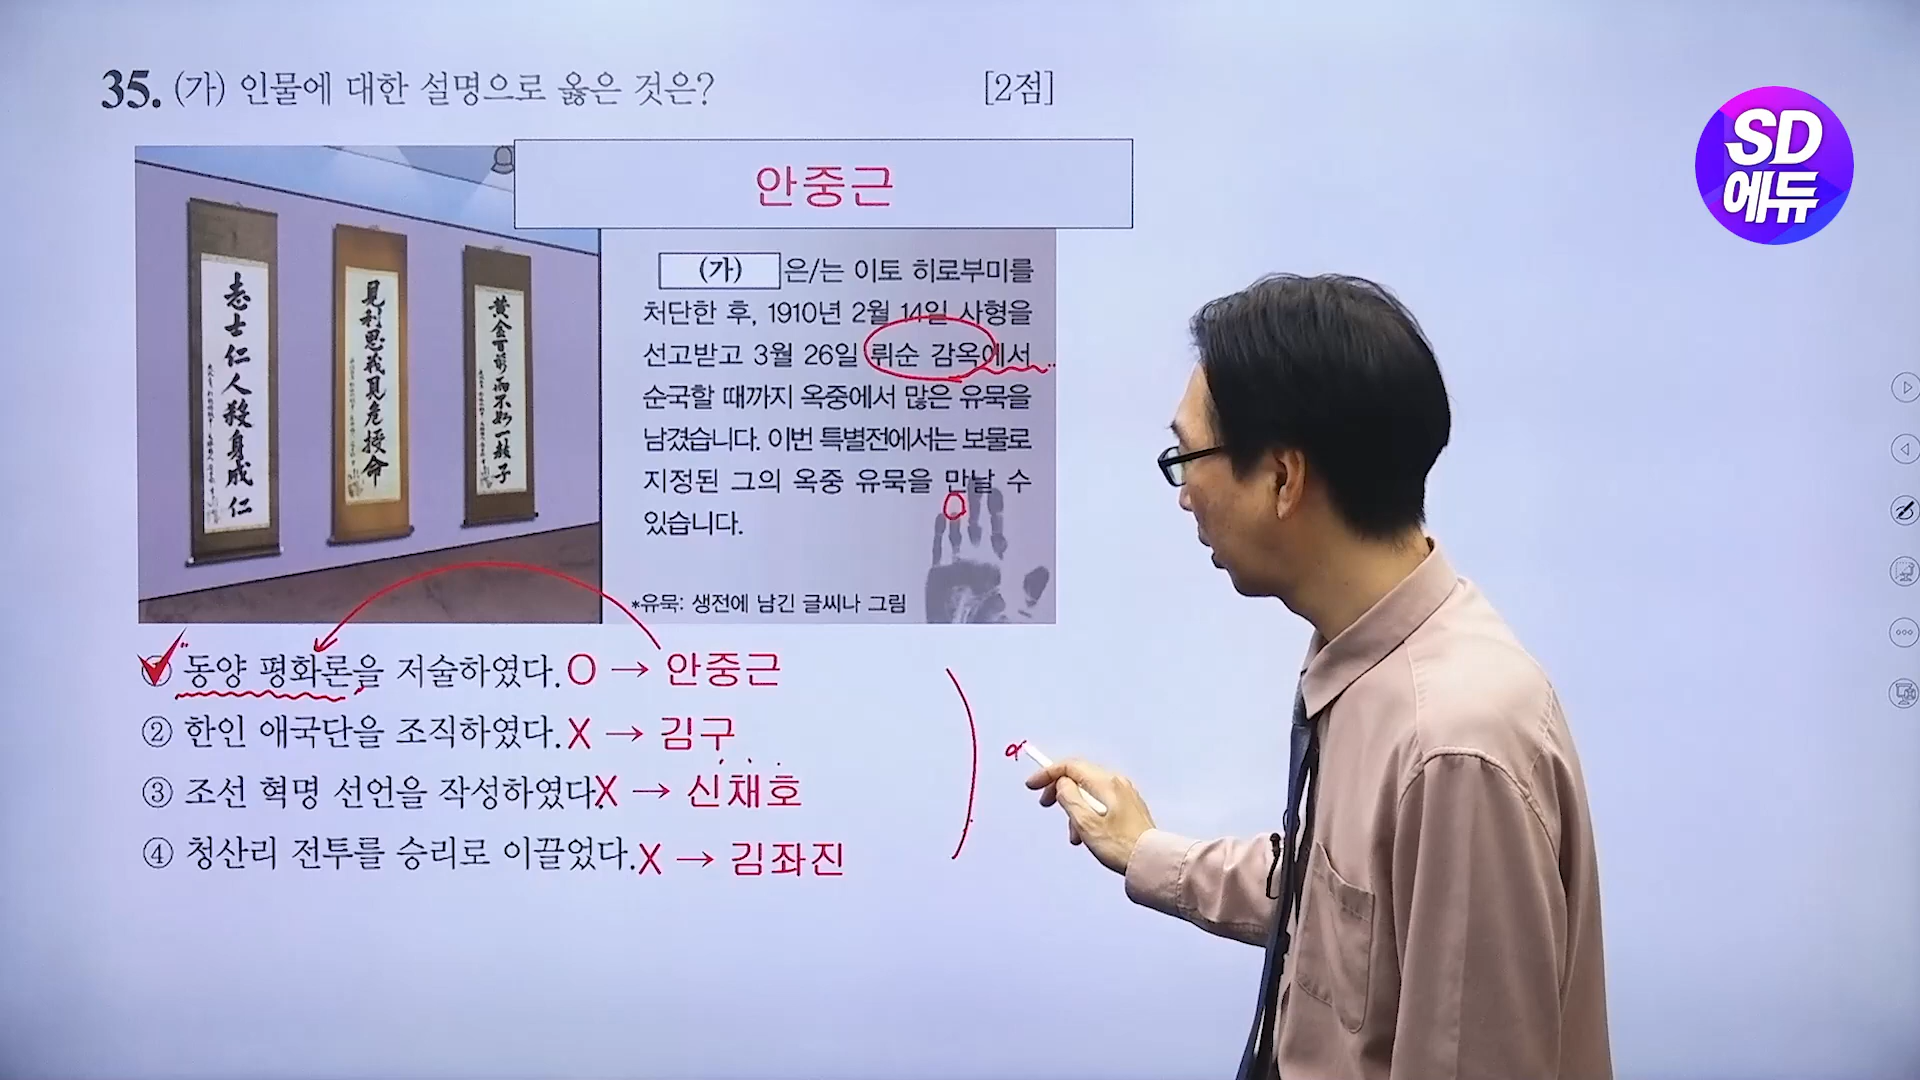 35. (가) 인물에 대한 설명으로 옳은 것은? [2점]
SD
에듀
안중근
志士仁人殺身成仁
見利思義見危授命
黃金百萬而不如一敎子
(가) 은/는 이토 히로부미를
처단한 후, 1910년 2월 14일 사형을
선고받고 3월 26일 뤼순 감옥에서
순국할 때까지 옥중에서 많은 유묵을
남겼습니다. 이번 특별전에서는 보물로
지정된 그의 옥중 유묵을 만날 수
있습니다.
*유묵: 생전에 남긴 글씨나 그림
① 동양 평화론을 저술하였다. O → 안중근
② 한인 애국단을 조직하였다. X → 김구
③ 조선 혁명 선언을 작성하였다 X → 신채호
④ 청산리 전투를 승리로 이끌었다. X → 김좌진